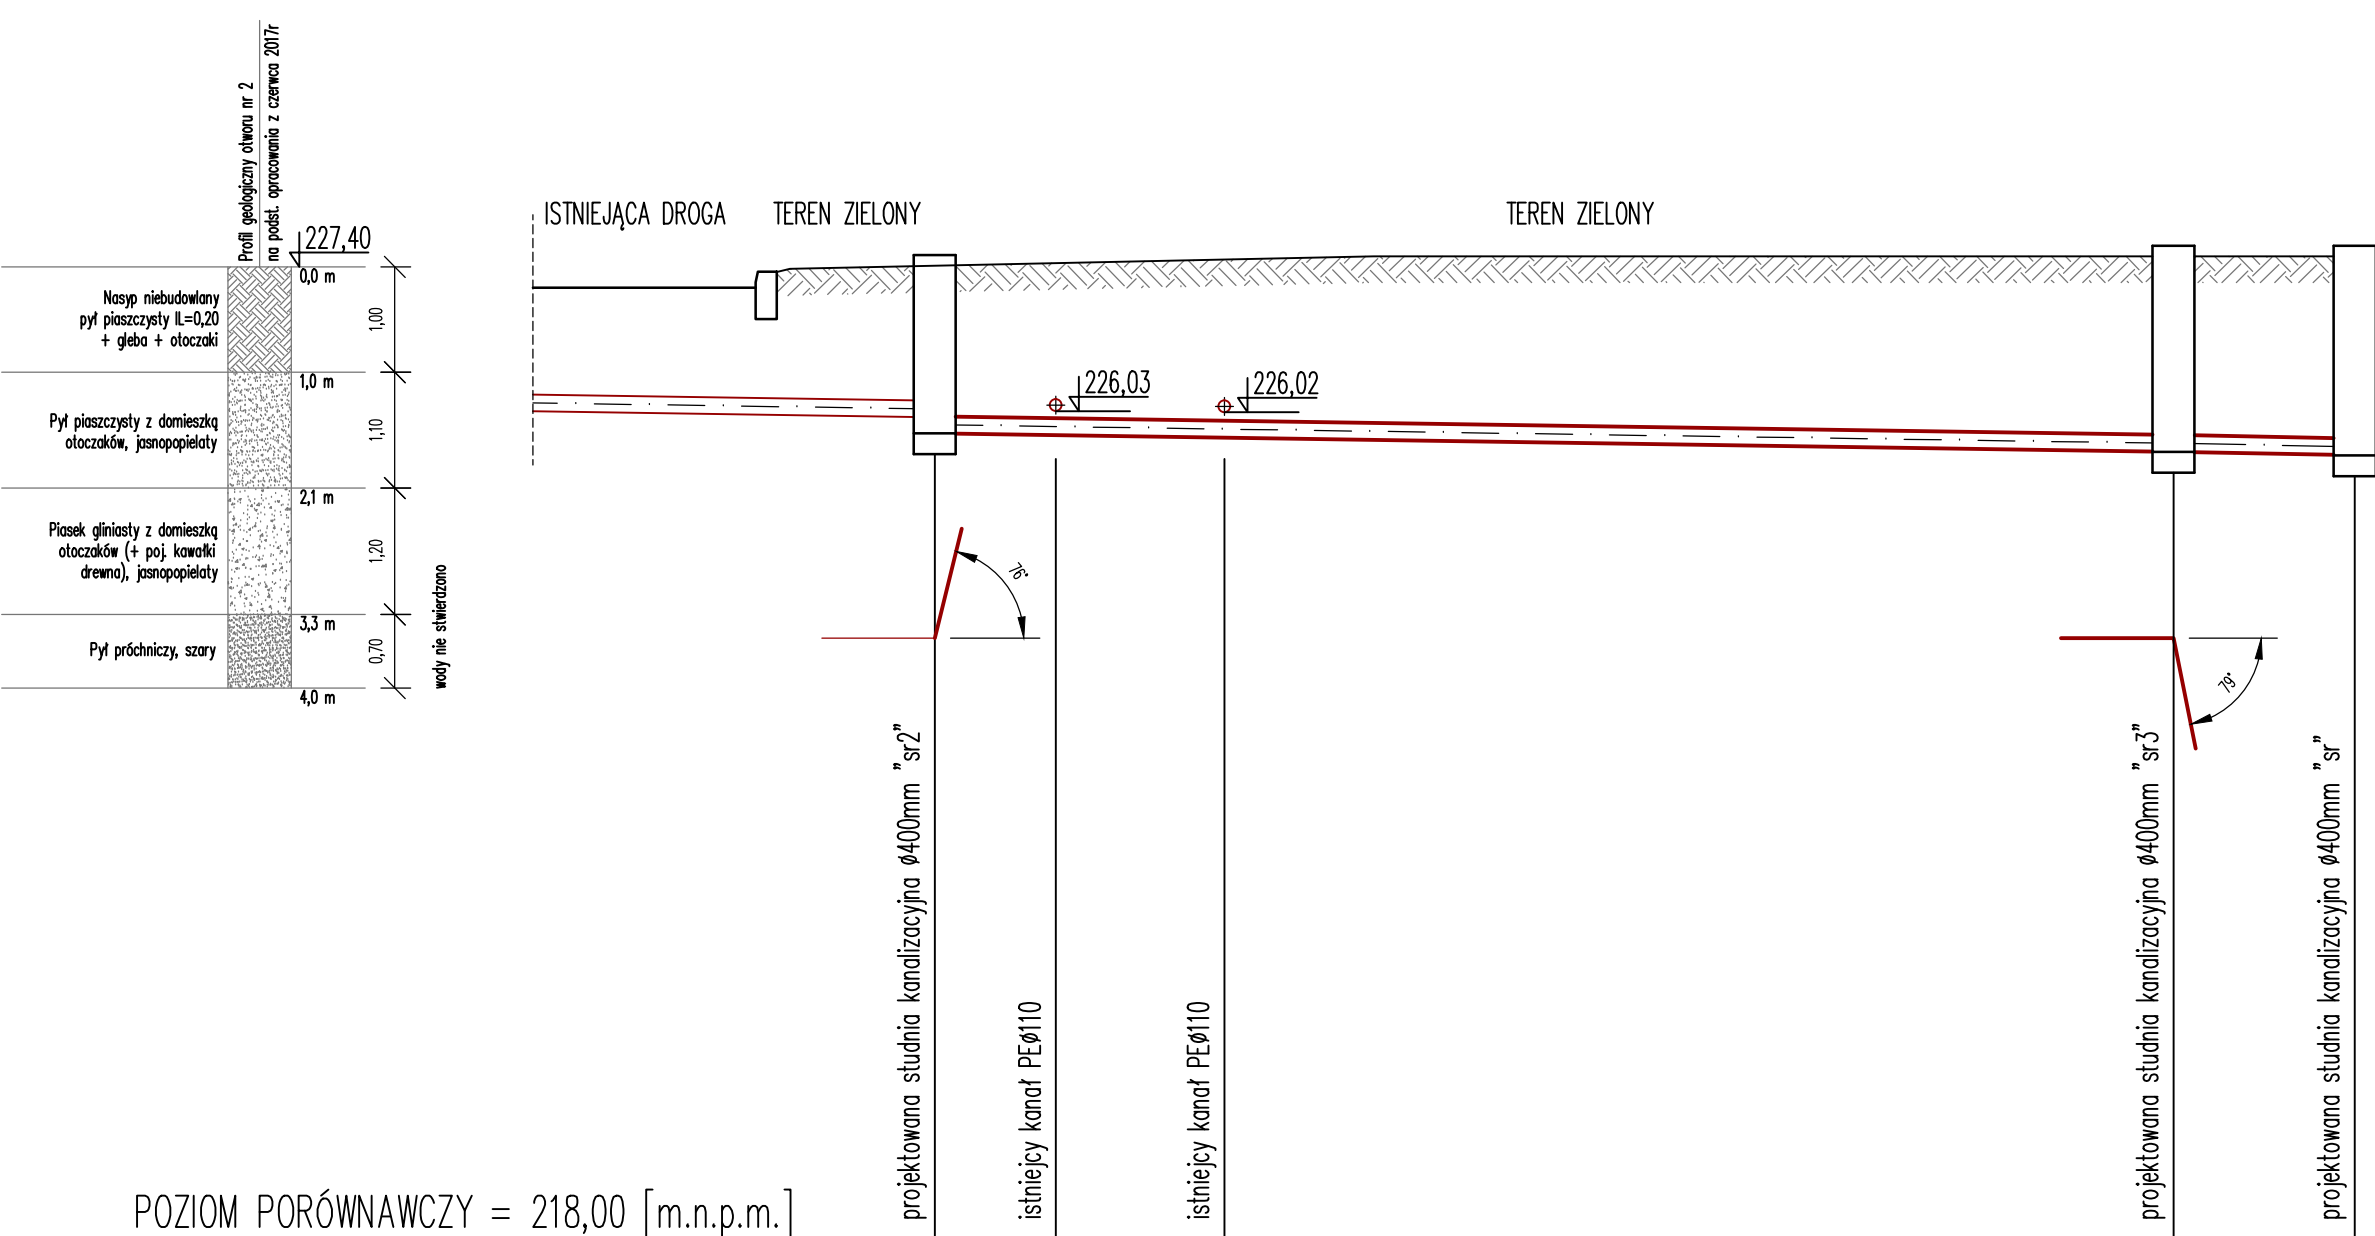 Profil geologiczny otworu nr 2
na podst. opracowania z czerwca 2017r
227,40
0,0 m
Nasyp niebudowlany
pył piaszczysty IL=0,20
+ gleba + otoczaki
1,00
1,0 m
Pył piaszczysty z domieszką
otoczaków, jasnopopielaty
1,10
2,1 m
Piasek gliniasty z domieszką
otoczaków (+ poj. kawałki
drewna), jasnopopielaty
1,20
3,3 m
Pył próchniczy, szary
0,70
4,0 m
wody nie stwierdzono
ISTNIEJĄCA DROGA
TEREN ZIELONY
TEREN ZIELONY
226,03
226,02
76°
79°
projektowana studnia kanalizacyjna ø400mm "sr2"
istniejcy kanał PEø110
istniejcy kanał PEø110
projektowana studnia kanalizacyjna ø400mm "sr3"
projektowana studnia kanalizacyjna ø400mm "sr"
POZIOM PORÓWNAWCZY = 218,00 [m.n.p.m.]